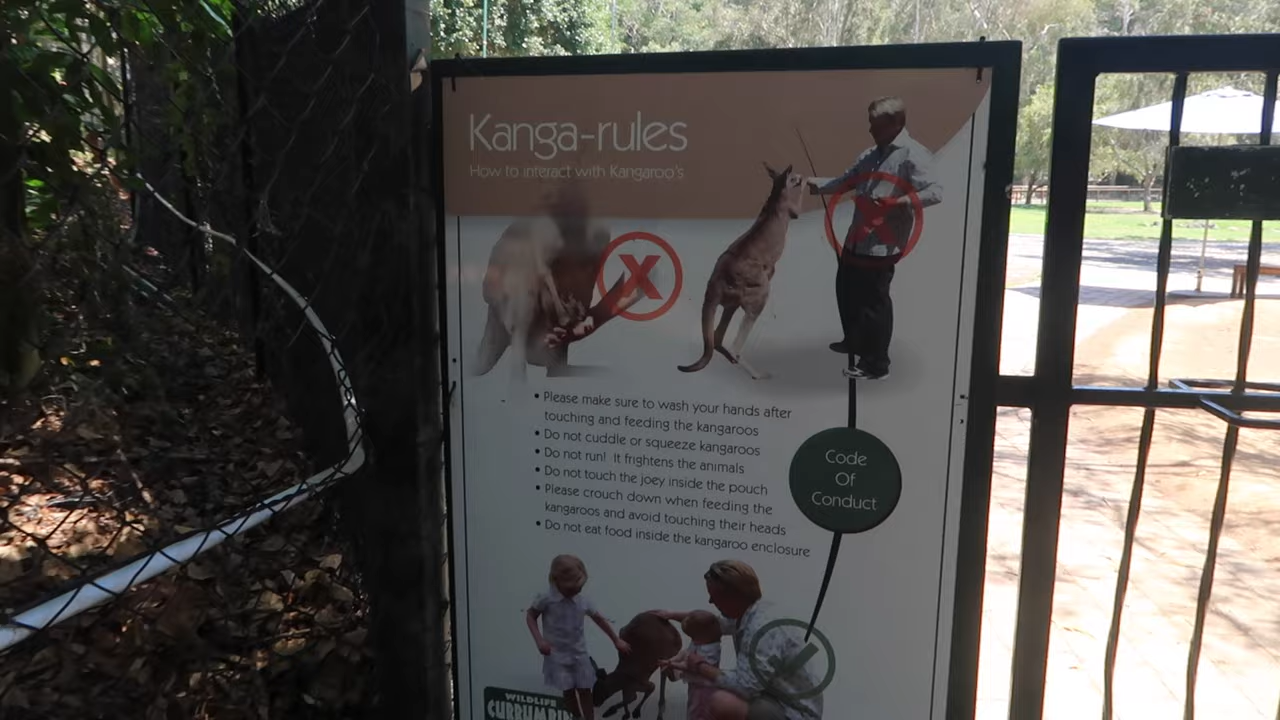 Kanga-rules
How to interact with Kangaroo's
X
X
• Please make sure to wash your hands after
touching and feeding the kangaroos
• Do not cuddle or squeeze kangaroos
• Do not run! It frightens the animals
• Do not touch the joey inside the pouch
• Please crouch down when feeding the
kangaroos and avoid touching their heads
• Do not eat food inside the kangaroo enclosure
Code
Of
Conduct
WILDLIFE
CURRUMBIN